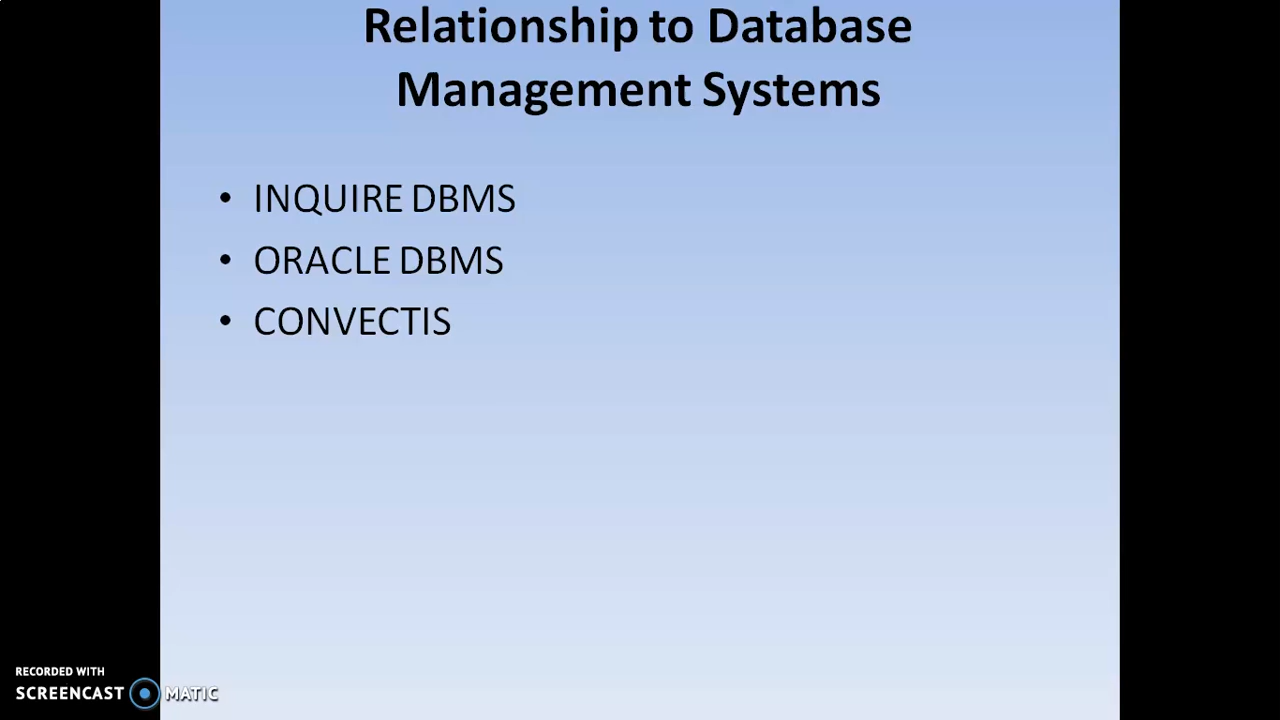 Relationship to Database
Management Systems
• INQUIRE DBMS
• ORACLE DBMS
• CONVECTIS
RECORDED WITH
SCREENCAST MATIC